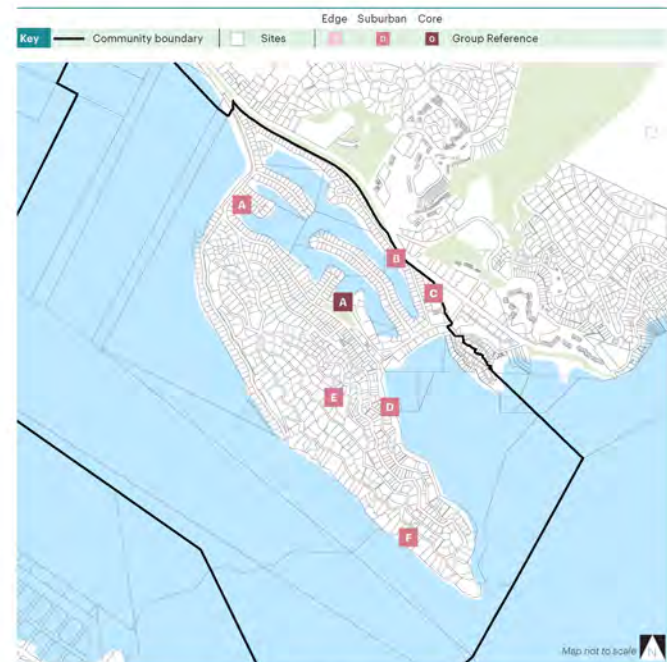 Edge Suburban Core
Key Community boundary Sites D O Group Reference
A
B
C
A
E
D
F
Map not to scale N